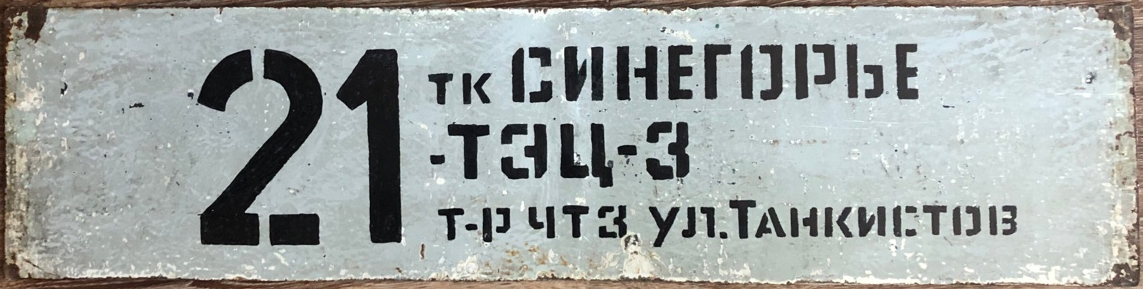 21 ТК СИНЕГОРЬЕ
-ТЭЦ-3
Т-Р ЧТЗ УЛ.ТАНКИСТОВ